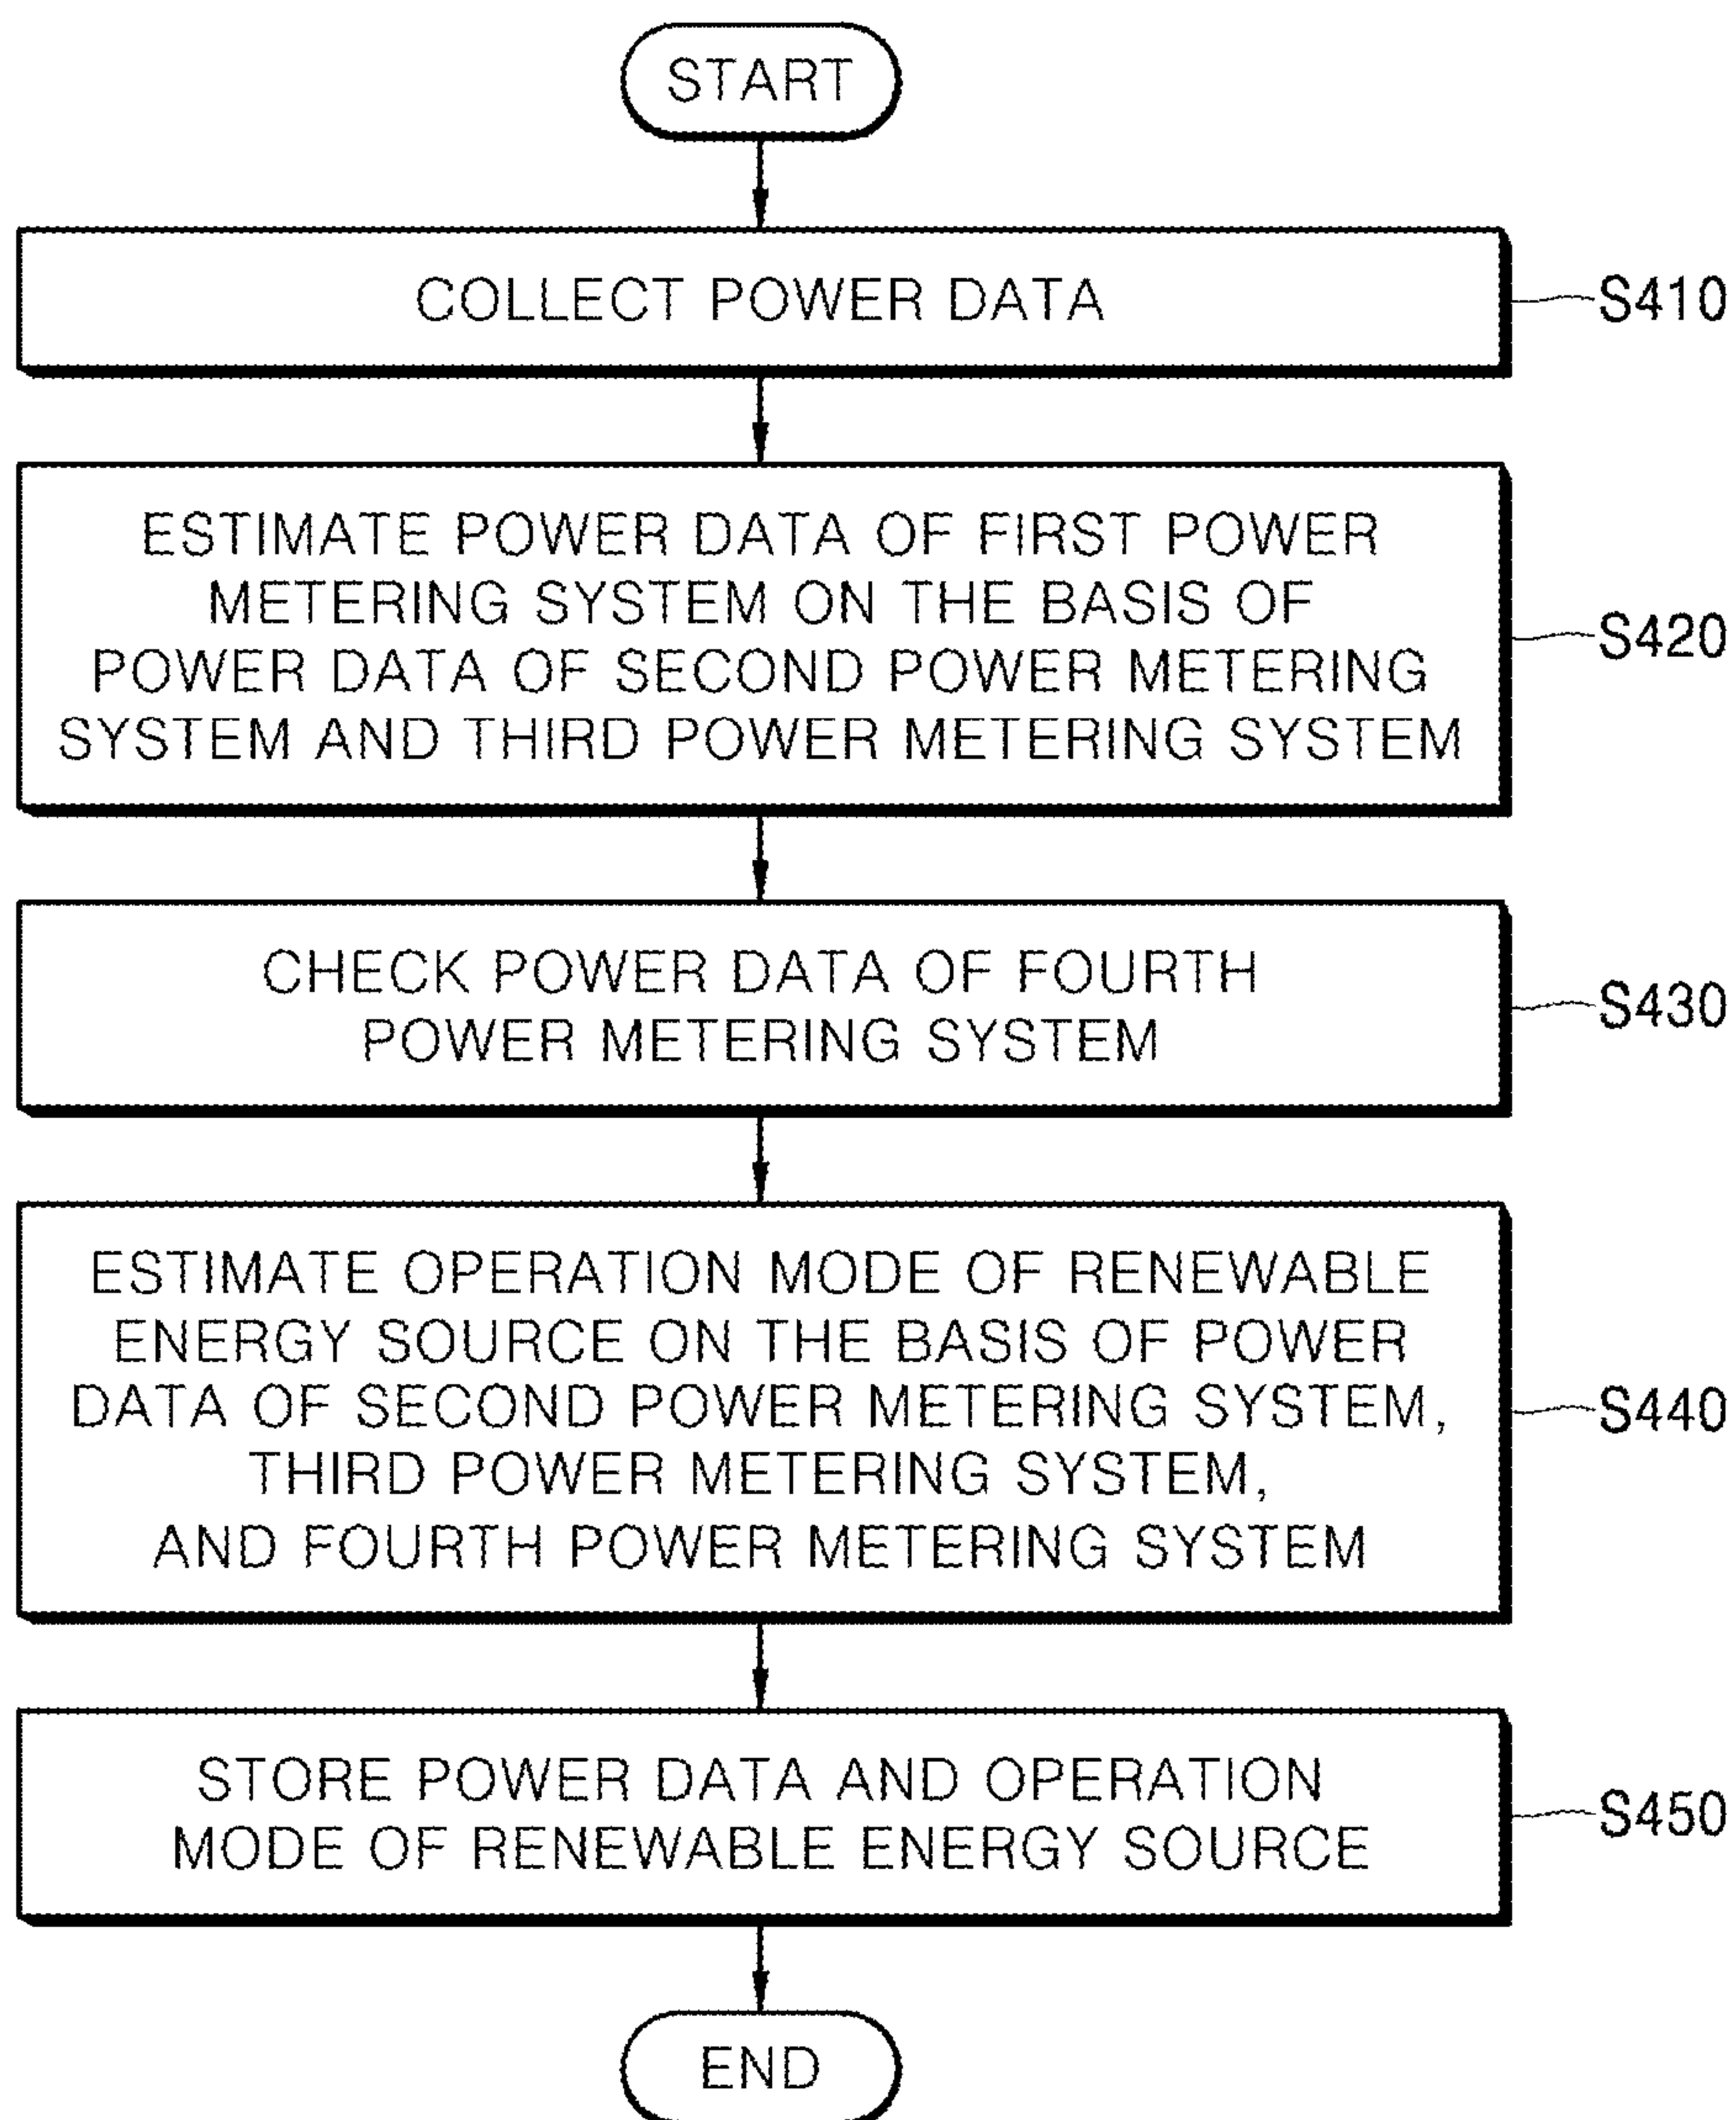 START
COLLECT POWER DATA
S410
ESTIMATE POWER DATA OF FIRST POWER
METERING SYSTEM ON THE BASIS OF
POWER DATA OF SECOND POWER METERING
SYSTEM AND THIRD POWER METERING SYSTEM
S420
CHECK POWER DATA OF FOURTH
POWER METERING SYSTEM
S430
ESTIMATE OPERATION MODE OF RENEWABLE
ENERGY SOURCE ON THE BASIS OF POWER
DATA OF SECOND POWER METERING SYSTEM,
THIRD POWER METERING SYSTEM,
AND FOURTH POWER METERING SYSTEM
S440
STORE POWER DATA AND OPERATION
MODE OF RENEWABLE ENERGY SOURCE
S450
END